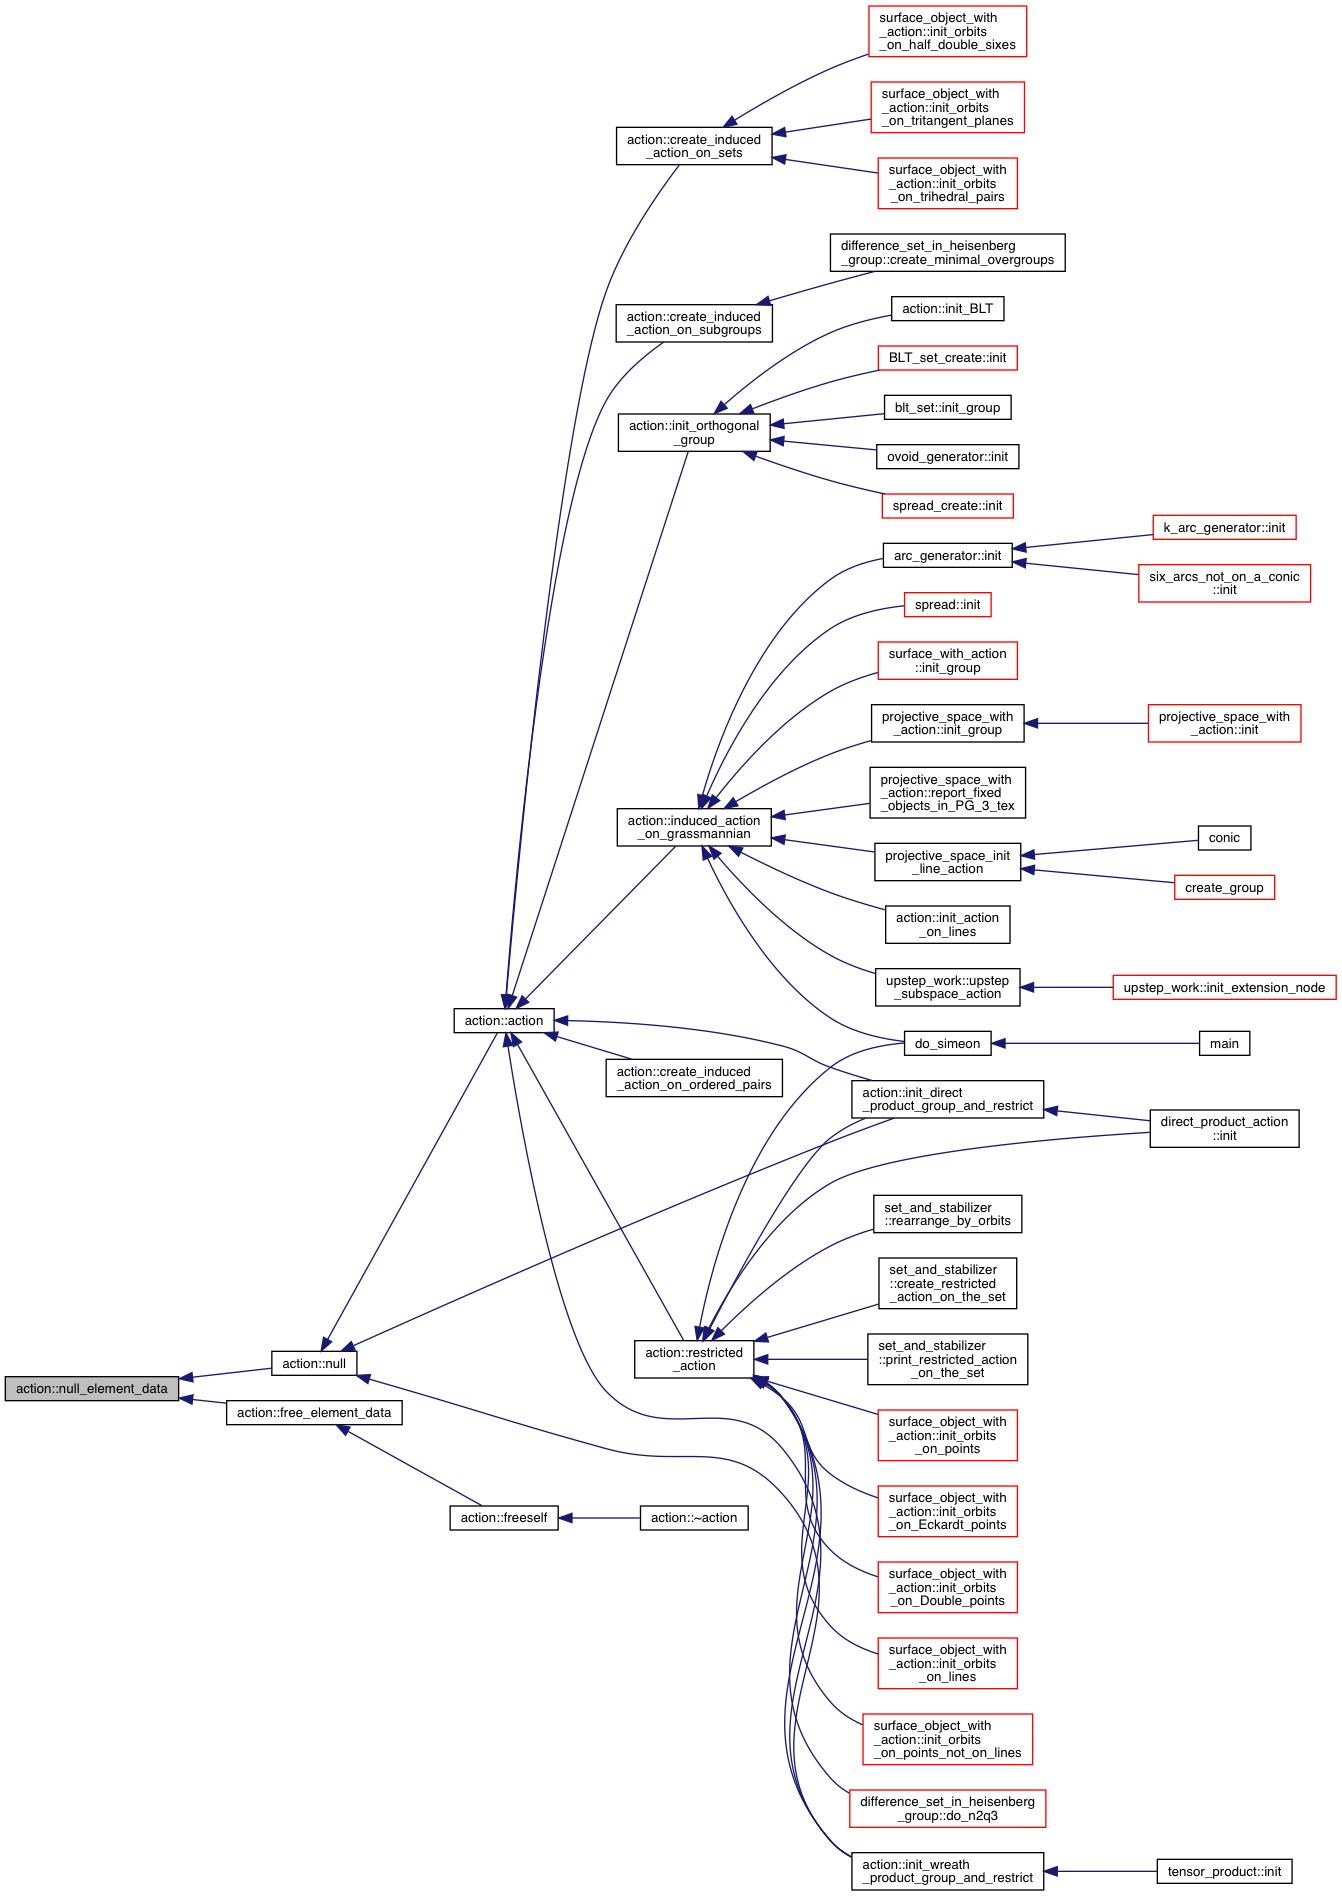 surface_object_with
_action::init_orbits
_on_half_double_sixes
surface_object_with
_action::init_orbits
_on_tritangent_planes
action::create_induced
_action_on_sets
surface_object_with
_action::init_orbits
_on_trihedral_pairs
difference_set_in_heisenberg
_group::create_minimal_overgroups
action::create_induced
_action_on_subgroups
action::init_BLT
BLT_set_create::init
blt_set::init_group
action::init_orthogonal
_group
ovoid_generator::init
spread_create::init
k_arc_generator::init
arc_generator::init
six_arcs_not_on_a_conic
::init
spread::init
surface_with_action
::init_group
projective_space_with
_action::init_group
projective_space_with
_action::init
projective_space_with
_action::report_fixed
_objects_in_PG_3_tex
action::induced_action
_on_grassmannian
conic
projective_space_init
_line_action
create_group
action::init_action
_on_lines
upstep_work::upstep
_subspace_action
upstep_work::init_extension_node
action::action
do_simeon
main
action::create_induced
_action_on_ordered_pairs
action::init_direct
_product_group_and_restrict
direct_product_action
::init
set_and_stabilizer
::rearrange_by_orbits
set_and_stabilizer
::create_restricted
_action_on_the_set
action::restricted
_action
set_and_stabilizer
::print_restricted_action
_on_the_set
action::null
action::null_element_data
action::free_element_data
surface_object_with
_action::init_orbits
_on_points
action::freeself
action::~action
surface_object_with
_action::init_orbits
_on_Eckardt_points
surface_object_with
_action::init_orbits
_on_Double_points
surface_object_with
_action::init_orbits
_on_lines
surface_object_with
_action::init_orbits
_on_points_not_on_lines
difference_set_in_heisenberg
_group::do_n2q3
action::init_wreath
_product_group_and_restrict
tensor_product::init